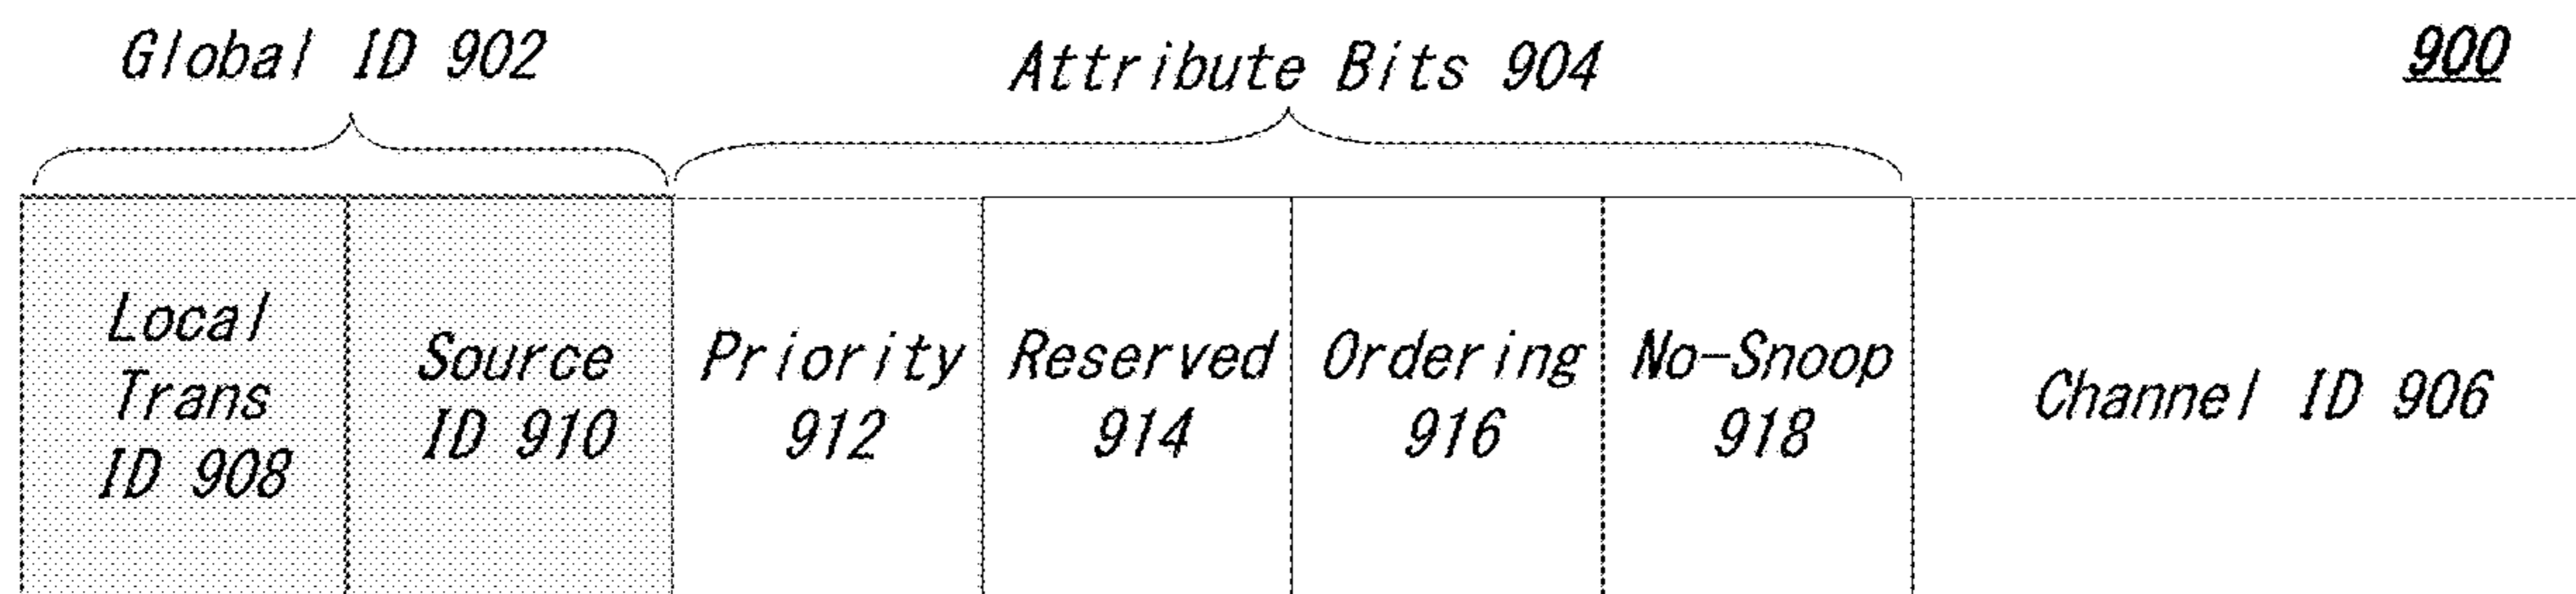 Global ID 902
Attribute Bits 904
900
Local
Trans
ID 908
Source
ID 910
Priority
912
Reserved
914
Ordering
916
No-Snoop
918
Channel ID 906